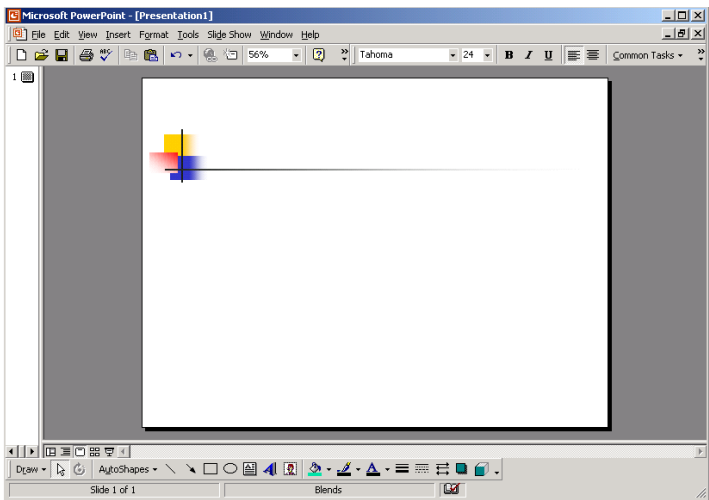 Microsoft PowerPoint - [Presentation1]
File Edit View Insert Format Tools Slide Show Window Help
56% Tahoma 24 B I U Common Tasks
1
Draw AutoShapes
Slide 1 of 1 Blends